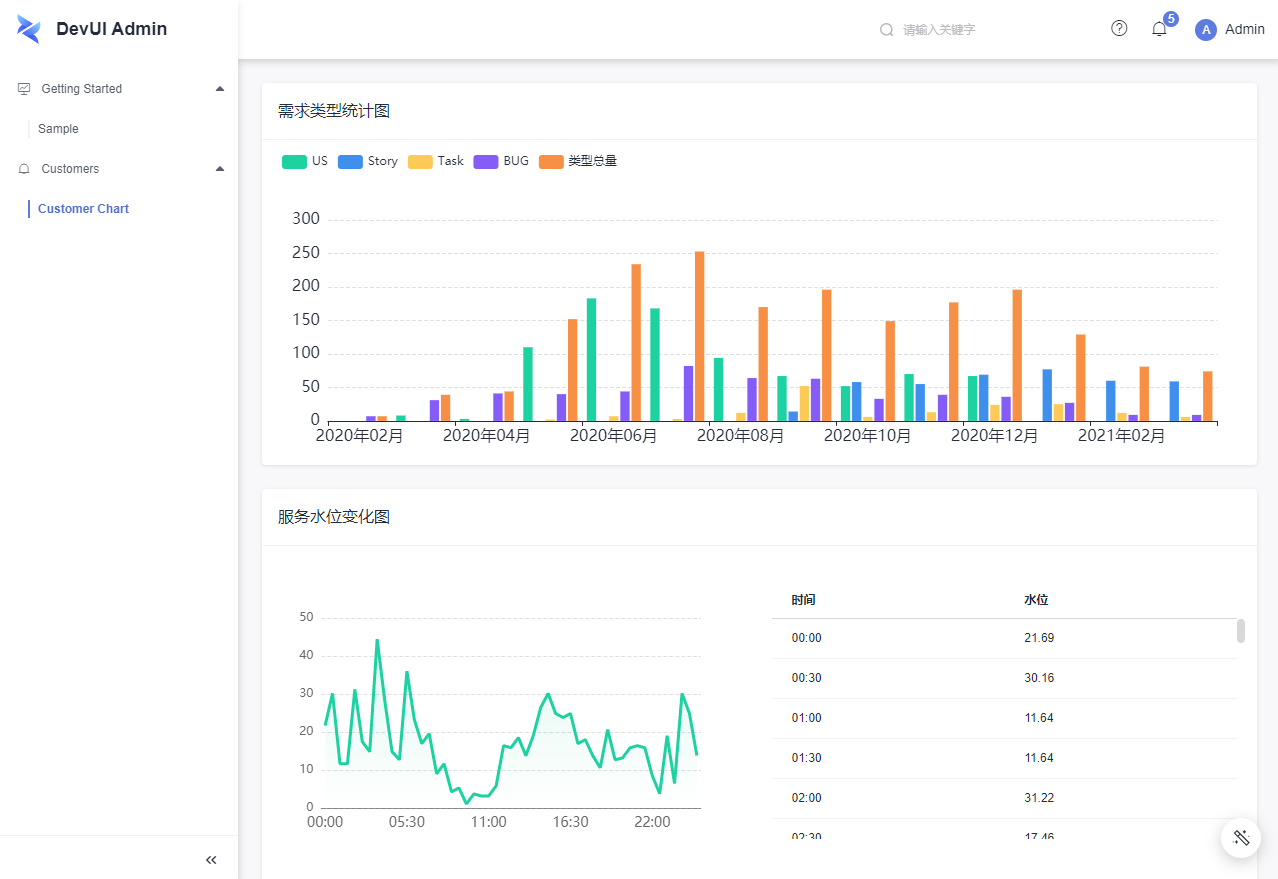 DevUI Admin
请输入关键字
5
A
Admin
Getting Started
Sample
Customers
Customer Chart
需求类型统计图
US
Story
Task
BUG
类型总量
300
250
200
150
100
50
0
2020年02月
2020年04月
2020年06月
2020年08月
2020年10月
2020年12月
2021年02月
服务水位变化图
50
40
30
20
10
0
00:00
05:30
11:00
16:30
22:00
时间 水位
00:00 21.69
00:30 30.16
01:00 11.64
01:30 11.64
02:00 31.22
02:30 17.46